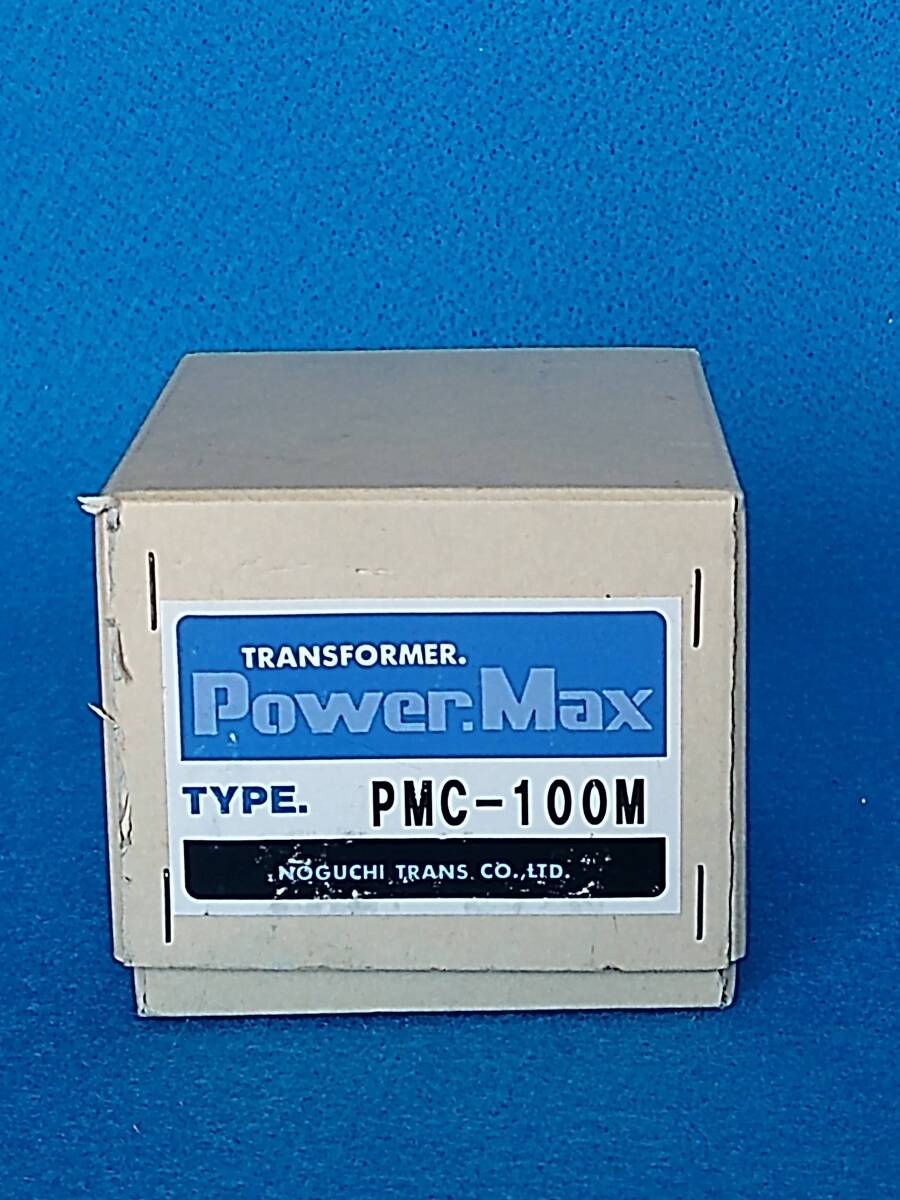 TRANSFORMER.
Power.Max
TYPE. PMC-100M
NOGUCHI TRANS. CO.,LTD.